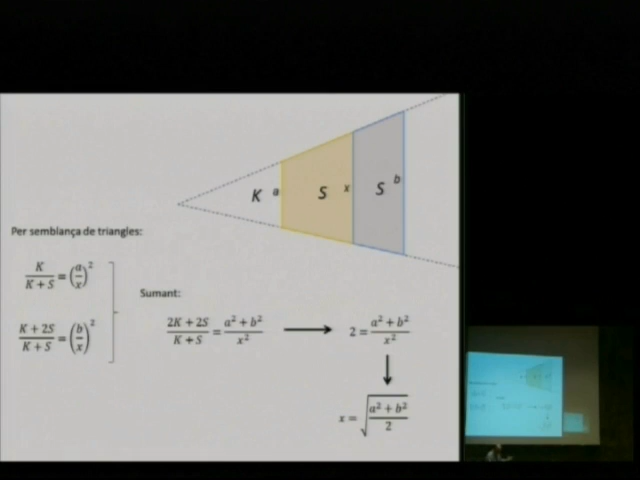 K a S x S b
Per semblança de triangles:
K/(K + S) = (a/x)²
Sumant:
(K + 2S)/(K + S) = (b/x)²
(2K + 2S)/(K + S) = (a² + b²)/x² → 2 = (a² + b²)/x²
↓
x = √((a² + b²)/2)